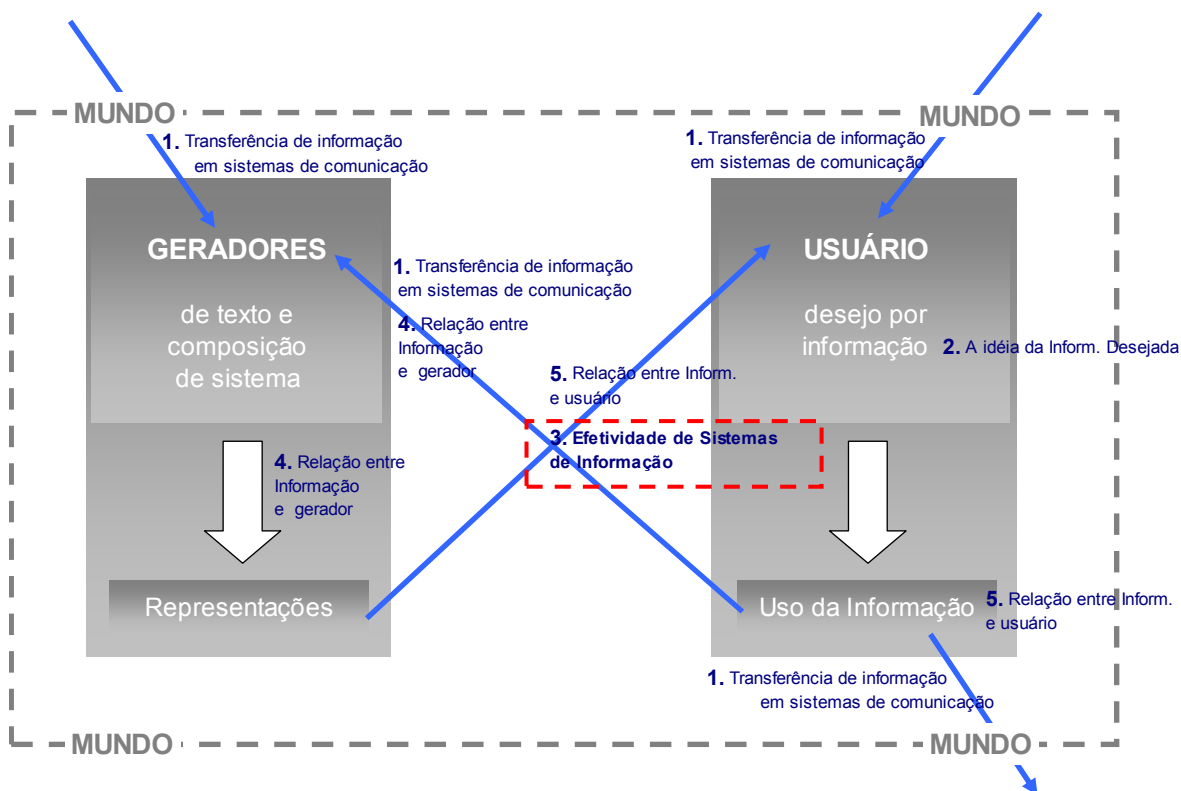 MUNDO
MUNDO
1. Transferência de informação
em sistemas de comunicação
1. Transferência de informação
em sistemas de comunicação
GERADORES
de texto e
composição
de sistema
1. Transferência de informação
em sistemas de comunicação
4. Relação entre
Informação
e gerador
USUÁRIO
desejo por
informação
2. A idéia da Inform. Desejada
5. Relação entre Inform.
e usuário
3. Efetividade de Sistemas
de Informação
4. Relação entre
Informação
e gerador
Representações
Uso da Informação
5. Relação entre Inform.
e usuário
1. Transferência de informação
em sistemas de comunicação
MUNDO
MUNDO